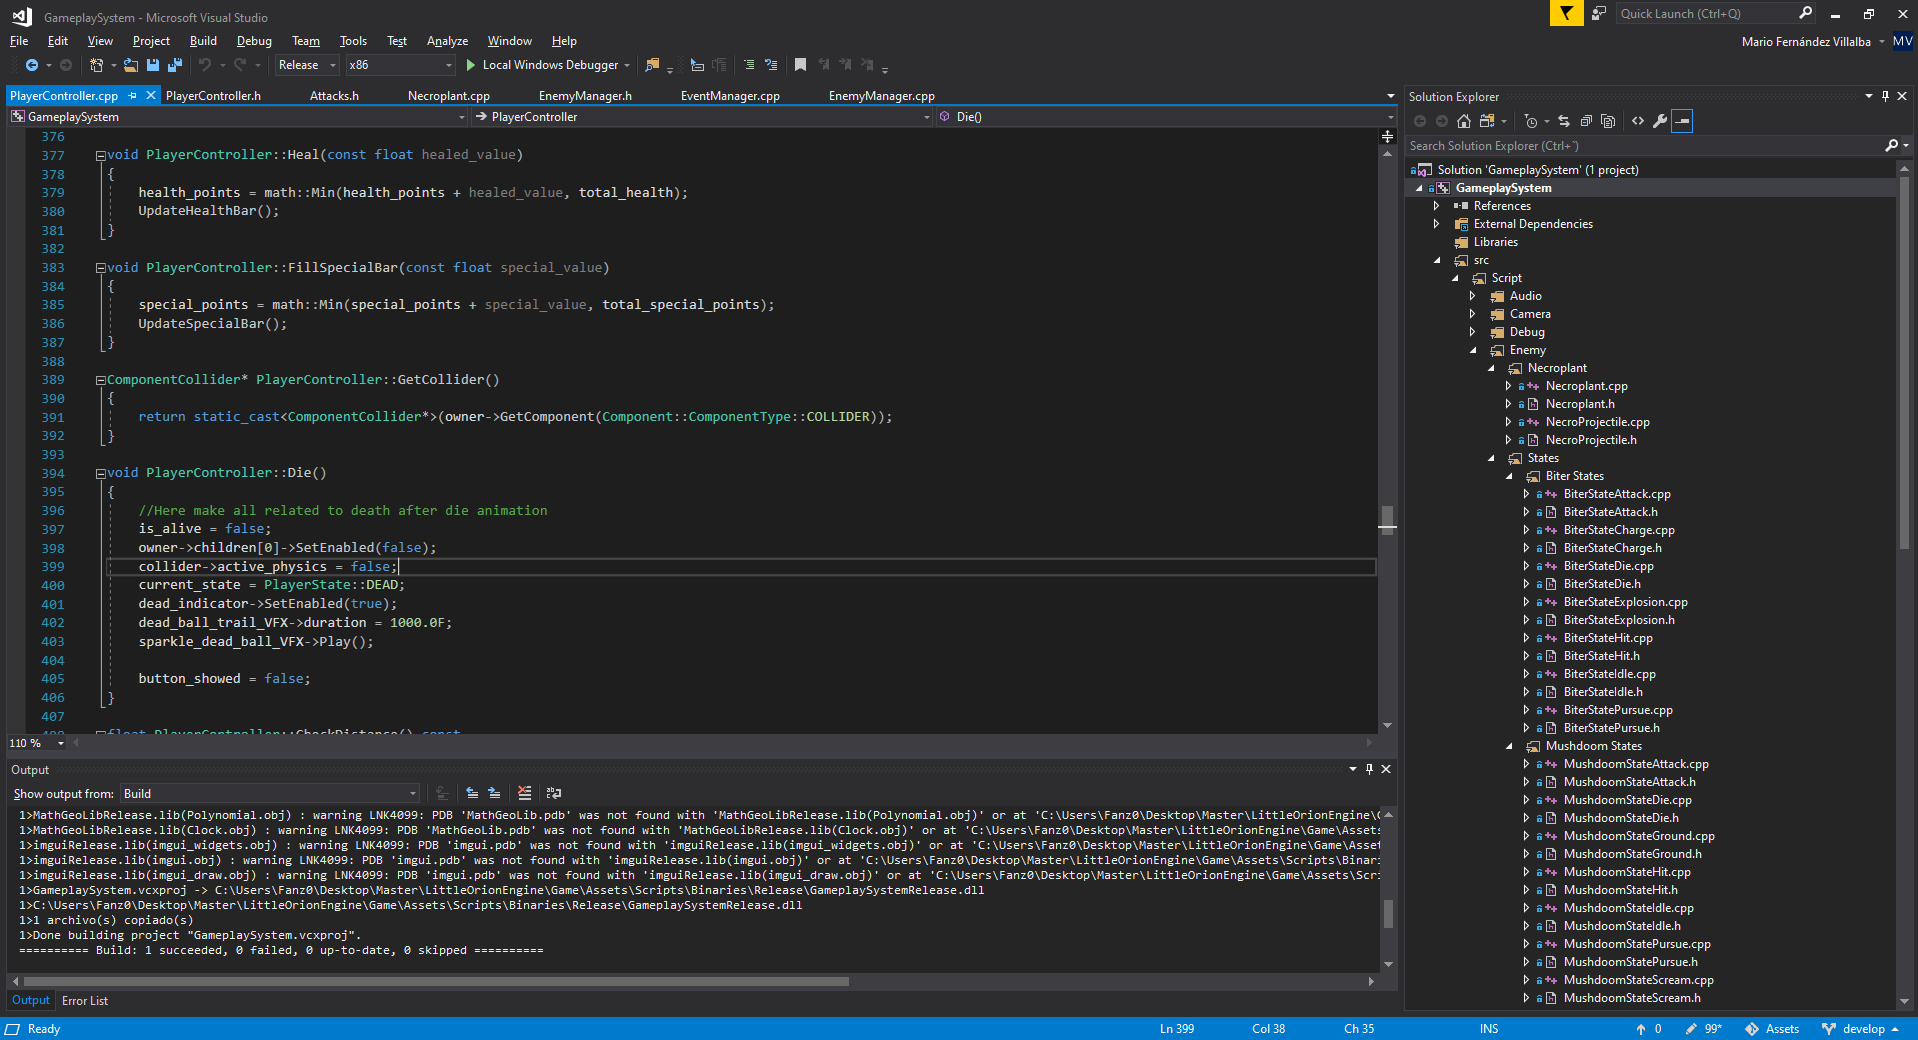 GameplaySystem - Microsoft Visual Studio
Quick Launch (Ctrl+Q)
File Edit View Project Build Debug Team Tools Test Analyze Window Help
Mario Fernández Villalba MV
Release x86 Local Windows Debugger
PlayerController.cpp PlayerController.h Attacks.h Necroplant.cpp EnemyManager.h EventManager.cpp EnemyManager.cpp
GameplaySystem PlayerController Die()
376
377 void PlayerController::Heal(const float healed_value)
378 {
379 health_points = math::Min(health_points + healed_value, total_health);
380 UpdateHealthBar();
381 }
382
383 void PlayerController::FillSpecialBar(const float special_value)
384 {
385 special_points = math::Min(special_points + special_value, total_special_points);
386 UpdateSpecialBar();
387 }
388
389 ComponentCollider* PlayerController::GetCollider()
390 {
391 return static_cast<ComponentCollider*>(owner->GetComponent(Component::ComponentType::COLLIDER));
392 }
393
394 void PlayerController::Die()
395 {
396 //Here make all related to death after die animation
397 is_alive = false;
398 owner->children[0]->SetEnabled(false);
399 collider->active_physics = false;
400 current_state = PlayerState::DEAD;
401 dead_indicator->SetEnabled(true);
402 dead_ball_trail_VFX->duration = 1000.0F;
403 sparkle_dead_ball_VFX->Play();
404
405 button_showed = false;
406 }
407
408 float PlayerController::CheckDistance() const
110 %
Output
Show output from: Build
1>MathGeoLibRelease.lib(Polynomial.obj) : warning LNK4099: PDB 'MathGeoLib.pdb' was not found with 'MathGeoLibRelease.lib(Polynomial.obj)' or at 'C:\Users\Fanz0\Desktop\Master\LittleOrionEngine\G
1>MathGeoLibRelease.lib(Clock.obj) : warning LNK4099: PDB 'MathGeoLib.pdb' was not found with 'MathGeoLibRelease.lib(Clock.obj)' or at 'C:\Users\Fanz0\Desktop\Master\LittleOrionEngine\Game\Assets
1>imguiRelease.lib(imgui_widgets.obj) : warning LNK4099: PDB 'imgui.pdb' was not found with 'imguiRelease.lib(imgui_widgets.obj)' or at 'C:\Users\Fanz0\Desktop\Master\LittleOrionEngine\Game\Assets
1>imguiRelease.lib(imgui.obj) : warning LNK4099: PDB 'imgui.pdb' was not found with 'imguiRelease.lib(imgui.obj)' or at 'C:\Users\Fanz0\Desktop\Master\LittleOrionEngine\Game\Assets\Scripts\Binari
1>imguiRelease.lib(imgui_draw.obj) : warning LNK4099: PDB 'imgui.pdb' was not found with 'imguiRelease.lib(imgui_draw.obj)' or at 'C:\Users\Fanz0\Desktop\Master\LittleOrionEngine\Game\Assets\Scri
1>GameplaySystem.vcxproj -> C:\Users\Fanz0\Desktop\Master\LittleOrionEngine\Game\Assets\Scripts\Binaries\Release\GameplaySystemRelease.dll
1>C:\Users\Fanz0\Desktop\Master\LittleOrionEngine\Game\Assets\Scripts\Binaries\Release\GameplaySystemRelease.dll
1>1 archivo(s) copiado(s)
1>Done building project "GameplaySystem.vcxproj".
========== Build: 1 succeeded, 0 failed, 0 up-to-date, 0 skipped ==========
Output Error List
Solution Explorer
Search Solution Explorer (Ctrl+¨)
Solution 'GameplaySystem' (1 project)
GameplaySystem
References
External Dependencies
Libraries
src
Script
Audio
Camera
Debug
Enemy
Necroplant
Necroplant.cpp
Necroplant.h
NecroProjectile.cpp
NecroProjectile.h
States
Biter States
BiterStateAttack.cpp
BiterStateAttack.h
BiterStateCharge.cpp
BiterStateCharge.h
BiterStateDie.cpp
BiterStateDie.h
BiterStateExplosion.cpp
BiterStateExplosion.h
BiterStateHit.cpp
BiterStateHit.h
BiterStateIdle.cpp
BiterStateIdle.h
BiterStatePursue.cpp
BiterStatePursue.h
Mushdoom States
MushdoomStateAttack.cpp
MushdoomStateAttack.h
MushdoomStateDie.cpp
MushdoomStateDie.h
MushdoomStateGround.cpp
MushdoomStateGround.h
MushdoomStateHit.cpp
MushdoomStateHit.h
MushdoomStateIdle.cpp
MushdoomStateIdle.h
MushdoomStatePursue.cpp
MushdoomStatePursue.h
MushdoomStateScream.cpp
MushdoomStateScream.h
Ready Ln 399 Col 38 Ch 35 INS 0 99* Assets develop